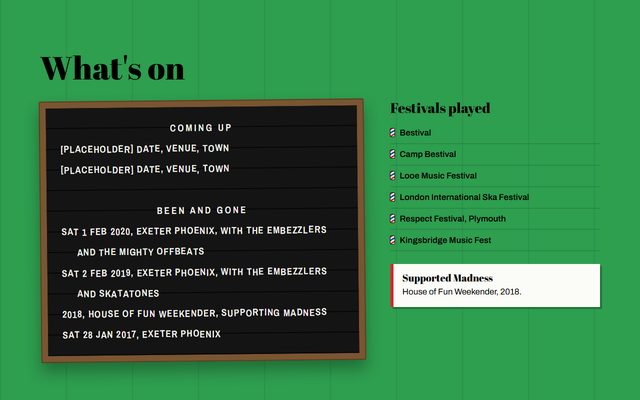 What's on
COMING UP
[PLACEHOLDER] DATE, VENUE, TOWN
[PLACEHOLDER] DATE, VENUE, TOWN
BEEN AND GONE
SAT 1 FEB 2020, EXETER PHOENIX, WITH THE EMBEZZLERS
AND THE MIGHTY OFFBEATS
SAT 2 FEB 2019, EXETER PHOENIX, WITH THE EMBEZZLERS
AND SKATATONES
2018, HOUSE OF FUN WEEKENDER, SUPPORTING MADNESS
SAT 28 JAN 2017, EXETER PHOENIX
Festivals played
Bestival
Camp Bestival
Looe Music Festival
London International Ska Festival
Respect Festival, Plymouth
Kingsbridge Music Fest
Supported Madness
House of Fun Weekender, 2018.